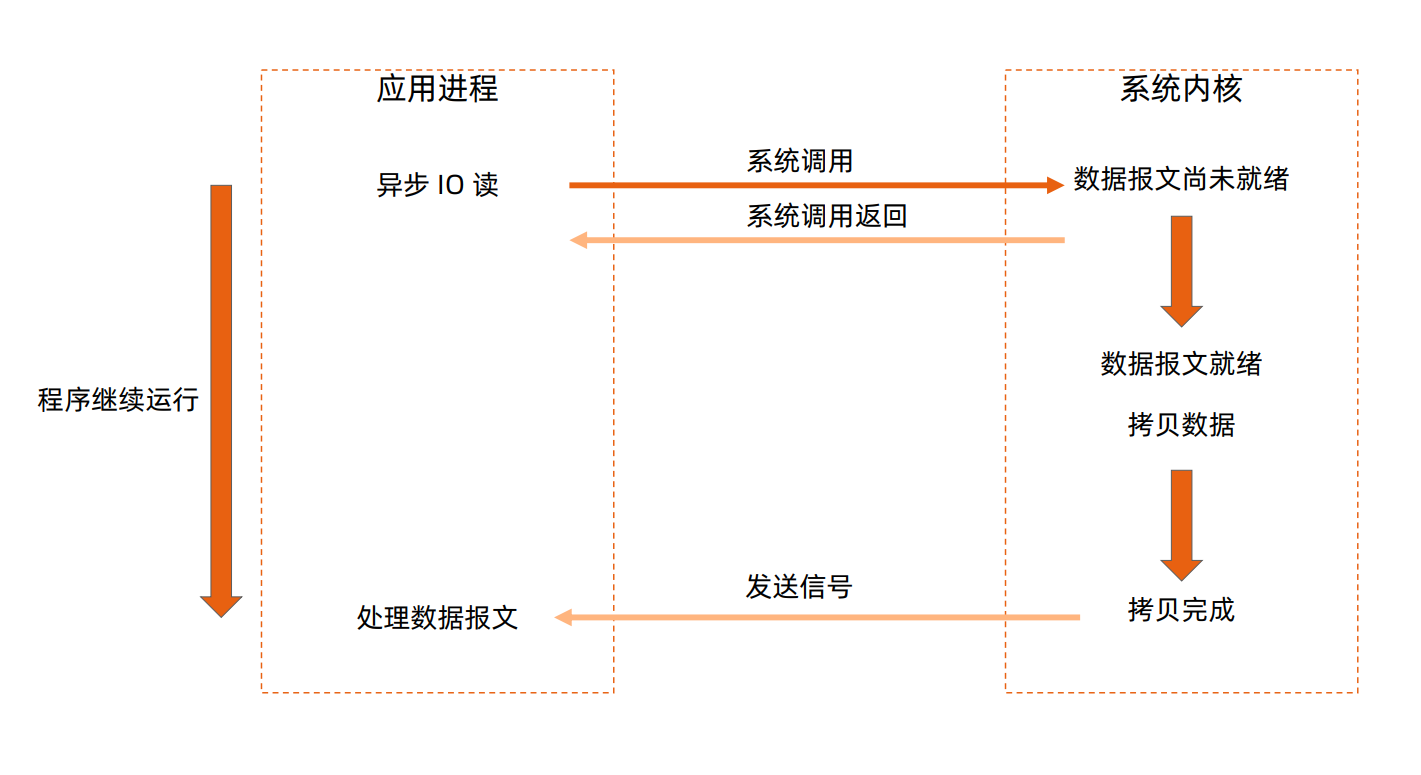 应用进程
系统内核
系统调用
异步 IO 读
数据报文尚未就绪
系统调用返回
数据报文就绪
程序继续运行
拷贝数据
发送信号
处理数据报文
拷贝完成